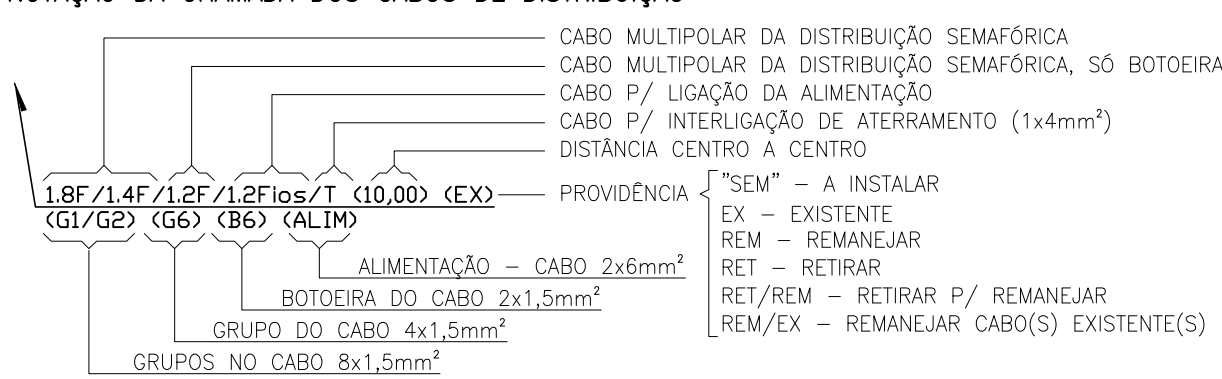 NOTAÇÃO DA CHAMADA DOS CABOS DE DISTRIBUIÇÃO
CABO MULTIPOLAR DA DISTRIBUIÇÃO SEMAFÓRICA
CABO MULTIPOLAR DA DISTRIBUIÇÃO SEMAFÓRICA, SÓ BOTOEIRA
CABO P/ LIGAÇÃO DA ALIMENTAÇÃO
CABO P/ INTERLIGAÇÃO DE ATERRAMENTO (1x4mm²)
DISTÂNCIA CENTRO A CENTRO
1.8F/1.4F/1.2F/1.2Fios/T (10,00) (EX)
PROVIDÊNCIA
"SEM" – A INSTALAR
EX – EXISTENTE
REM – REMANEJAR
RET – RETIRAR
RET/REM – RETIRAR P/ REMANEJAR
REM/EX – REMANEJAR CABO(S) EXISTENTE(S)
(G1/G2) (G6) (B6) (ALIM)
ALIMENTAÇÃO – CABO 2x6mm²
BOTOEIRA DO CABO 2x1,5mm²
GRUPO DO CABO 4x1,5mm²
GRUPOS NO CABO 8x1,5mm²